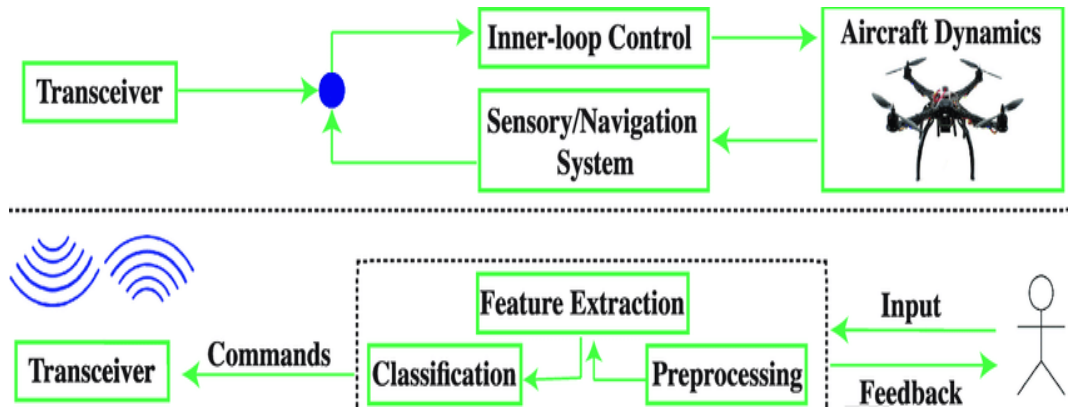 Inner-loop Control
Aircraft Dynamics
Transceiver
Sensory/Navigation
System
Feature Extraction
Input
Transceiver
Commands
Classification
Preprocessing
Feedback